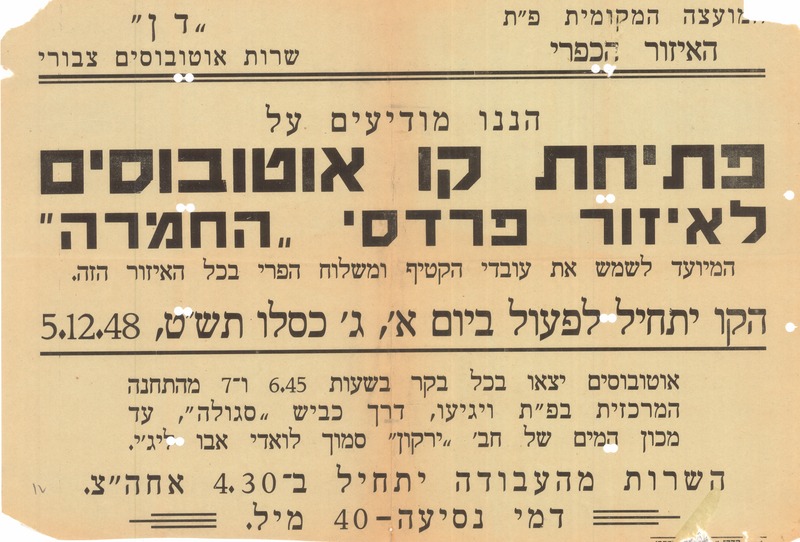 המועצה המקומית פ״ת
האיזור הכפרי
״דן״
שרות אוטובוסים צבורי
הננו מודיעים על
פתיחת קו אוטובוסים
לאיזור פרדסי „החמרה״
המיועד לשמש את עובדי הקטיף ומשלוח הפרי בכל האיזור הזה.
הקו יתחיל לפעול ביום א׳, ג׳ כסלו תש״ט, 5.12.48
אוטובוסים יצאו בכל בקר בשעות 6.45 ו־7 מהתחנה
המרכזית בפ״ת ויגיעו, דרך כביש „סגולה״, עד
מכון המים של חב׳ „ירקון״ סמוך לואדי אבו ליג׳י.
השרות מהעבודה יתחיל ב־4.30 אחה״צ.
דמי נסיעה–40 מיל.